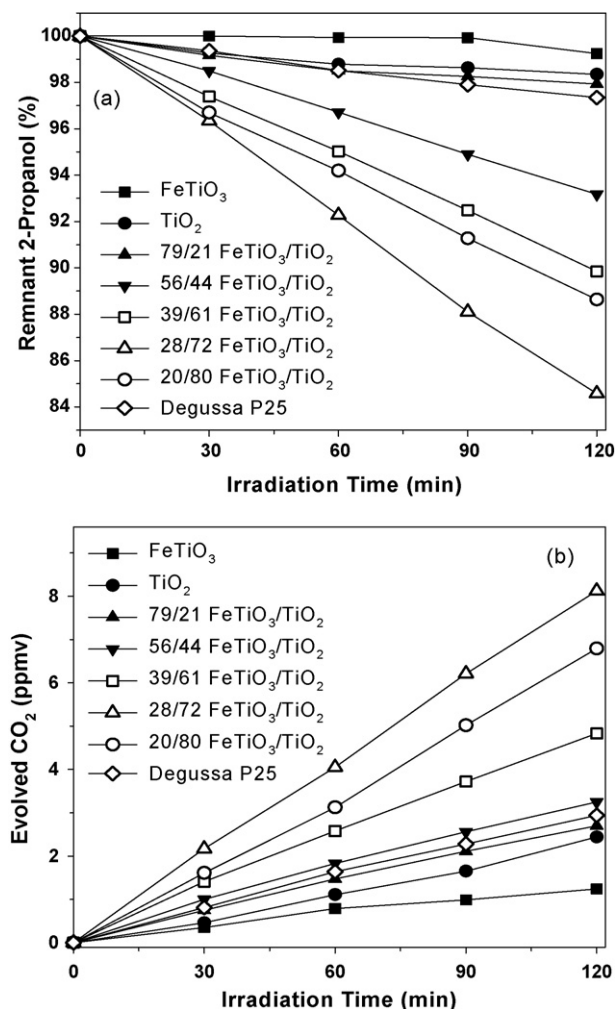 100
98
96
94
92
90
88
86
84
Remnant 2-Propanol (%)
(a)
FeTiO₃
TiO₂
79/21 FeTiO₃/TiO₂
56/44 FeTiO₃/TiO₂
39/61 FeTiO₃/TiO₂
28/72 FeTiO₃/TiO₂
20/80 FeTiO₃/TiO₂
Degussa P25
0 30 60 90 120
Irradiation Time (min)
(b)
FeTiO₃
TiO₂
79/21 FeTiO₃/TiO₂
56/44 FeTiO₃/TiO₂
39/61 FeTiO₃/TiO₂
28/72 FeTiO₃/TiO₂
20/80 FeTiO₃/TiO₂
Degussa P25
8
6
4
2
0
Evolved CO₂ (ppmv)
0 30 60 90 120
Irradiation Time (min)